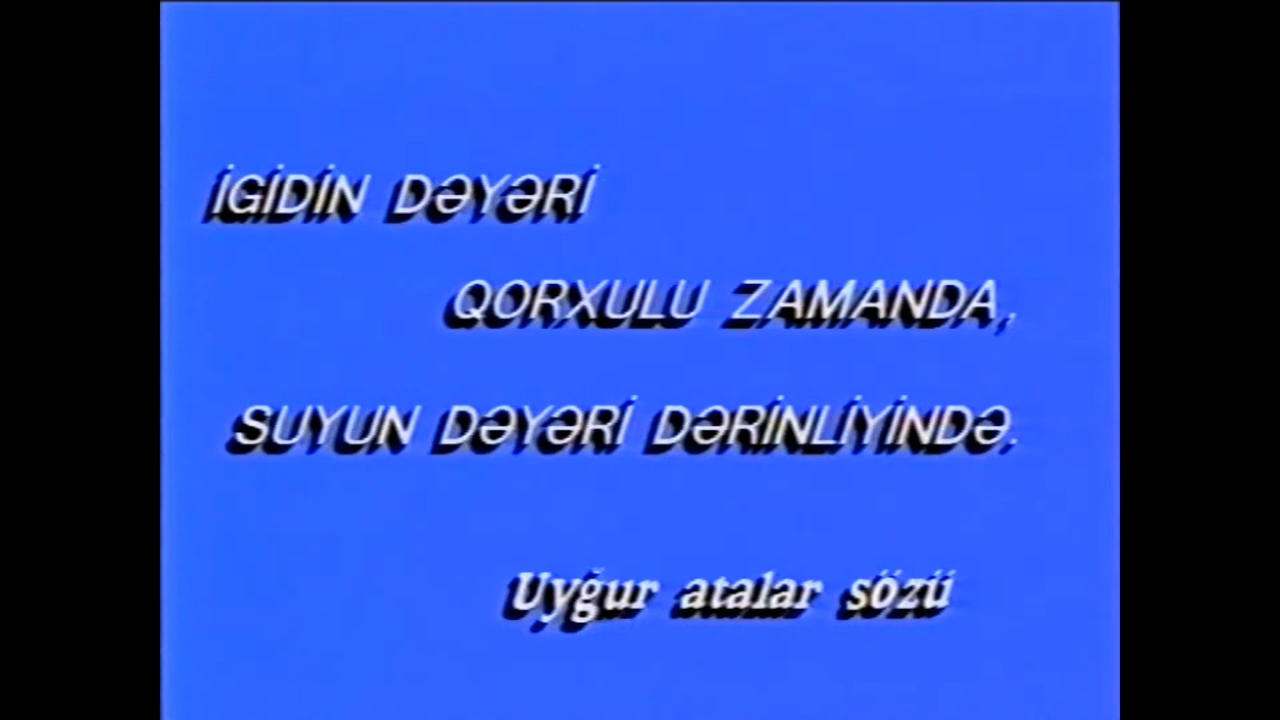 İGİDİN DƏYƏRİ
QORXULU ZAMANDA,
SUYUN DƏYƏRİ DƏRİNLİYİNDƏ.
Uyğur atalar sözü